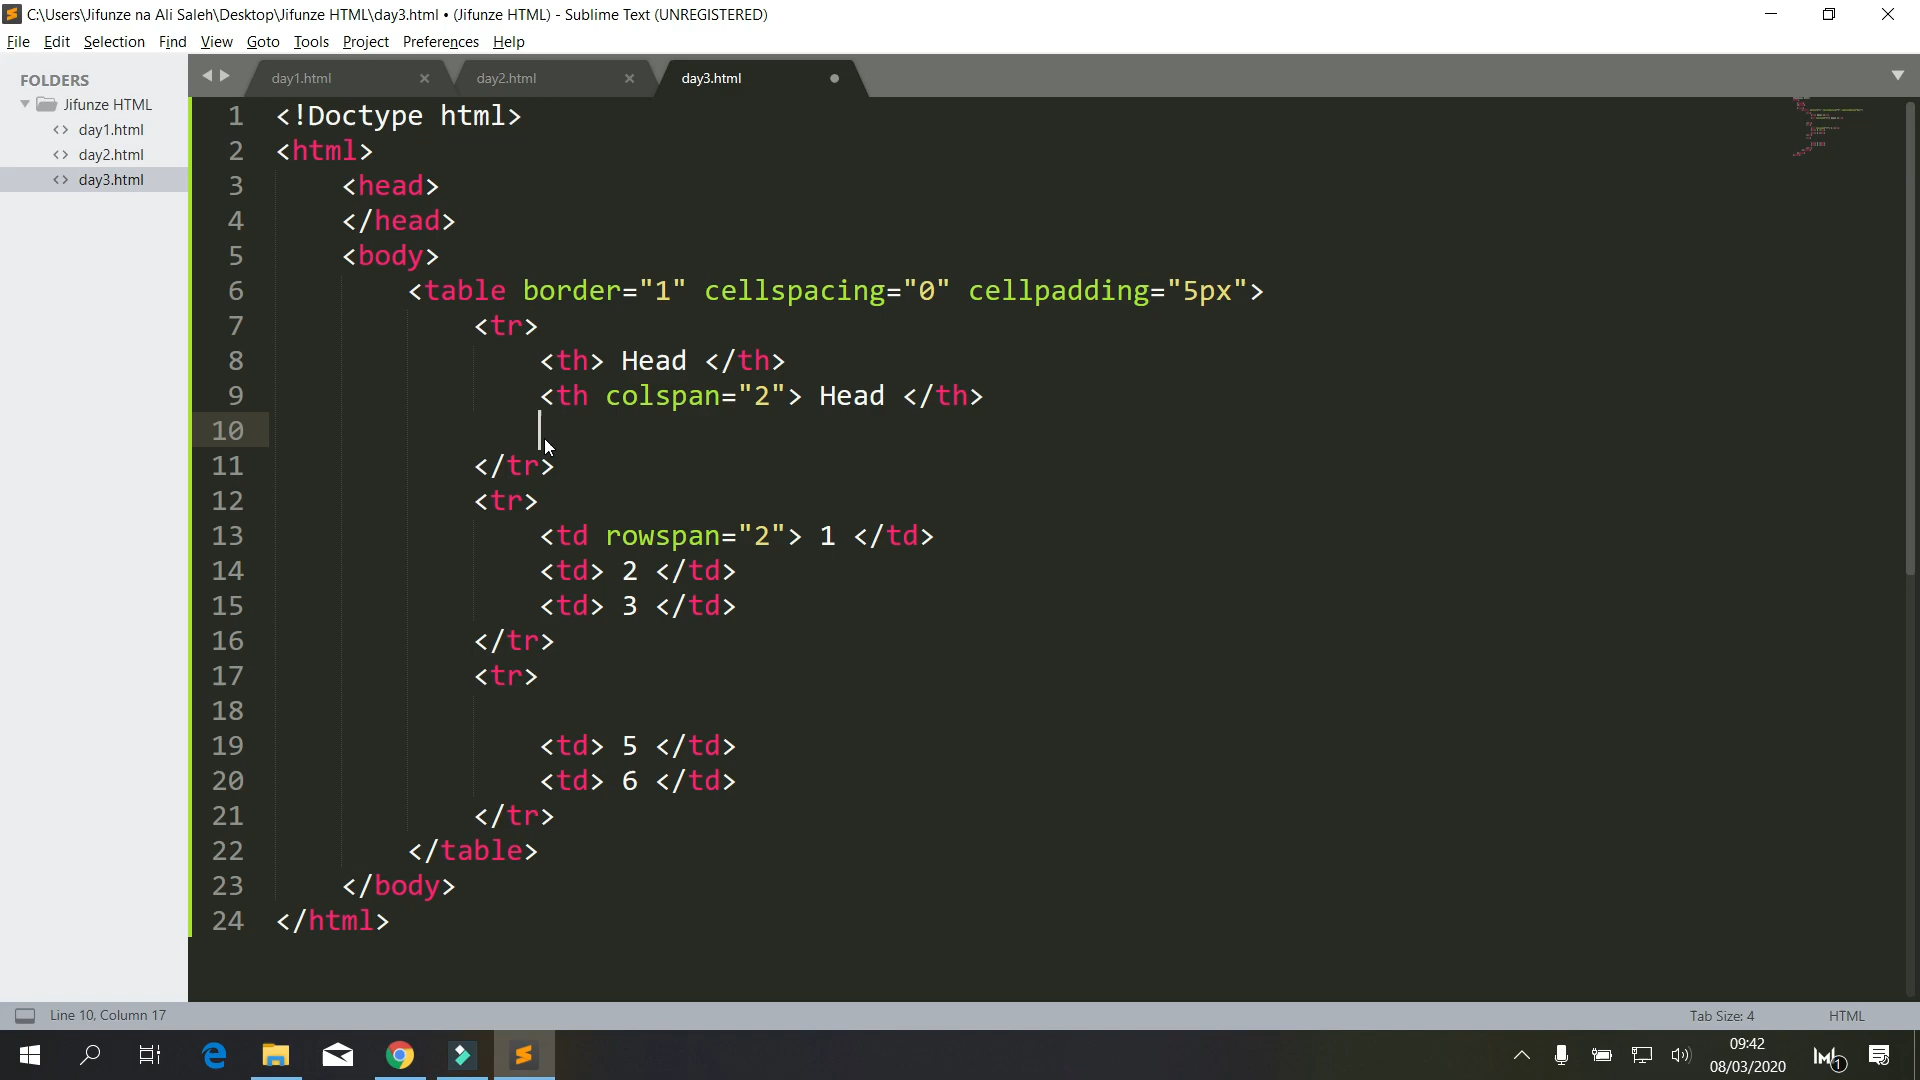 C:\Users\Jifunze na Ali Saleh\Desktop\Jifunze HTML\day3.html • (Jifunze HTML) - Sublime Text (UNREGISTERED)
File Edit Selection Find View Goto Tools Project Preferences Help
FOLDERS
Jifunze HTML
<> day1.html
<> day2.html
<> day3.html
day1.html × day2.html × day3.html
1 <!Doctype html>
2 <html>
3 <head>
4 </head>
5 <body>
6 <table border="1" cellspacing="0" cellpadding="5px">
7 <tr>
8 <th> Head </th>
9 <th colspan="2"> Head </th>
10
11 </tr>
12 <tr>
13 <td rowspan="2"> 1 </td>
14 <td> 2 </td>
15 <td> 3 </td>
16 </tr>
17 <tr>
18
19 <td> 5 </td>
20 <td> 6 </td>
21 </tr>
22 </table>
23 </body>
24 </html>
Line 10, Column 17 Tab Size: 4 HTML
09:42
08/03/2020
1